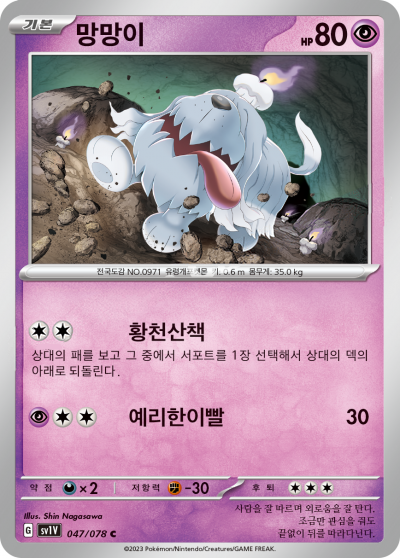 기본 망망이 HP 80
전국도감 NO.0971 유령개포켓몬 키: 0.6 m 몸무게: 35.0 kg
황천산책
상대의 패를 보고 그 중에서 서포트를 1장 선택해서 상대의 덱의
아래로 되돌린다.
예리한이빨 30
약점 ×2 저항력 -30 후퇴
Illus. Shin Nagasawa
G sv1V 047/078 C
사람을 잘 따르며 외로움을 잘 탄다.
조금만 관심을 줘도
끝없이 뒤를 따라다닌다.
©2023 Pokémon/Nintendo/Creatures/GAME FREAK.